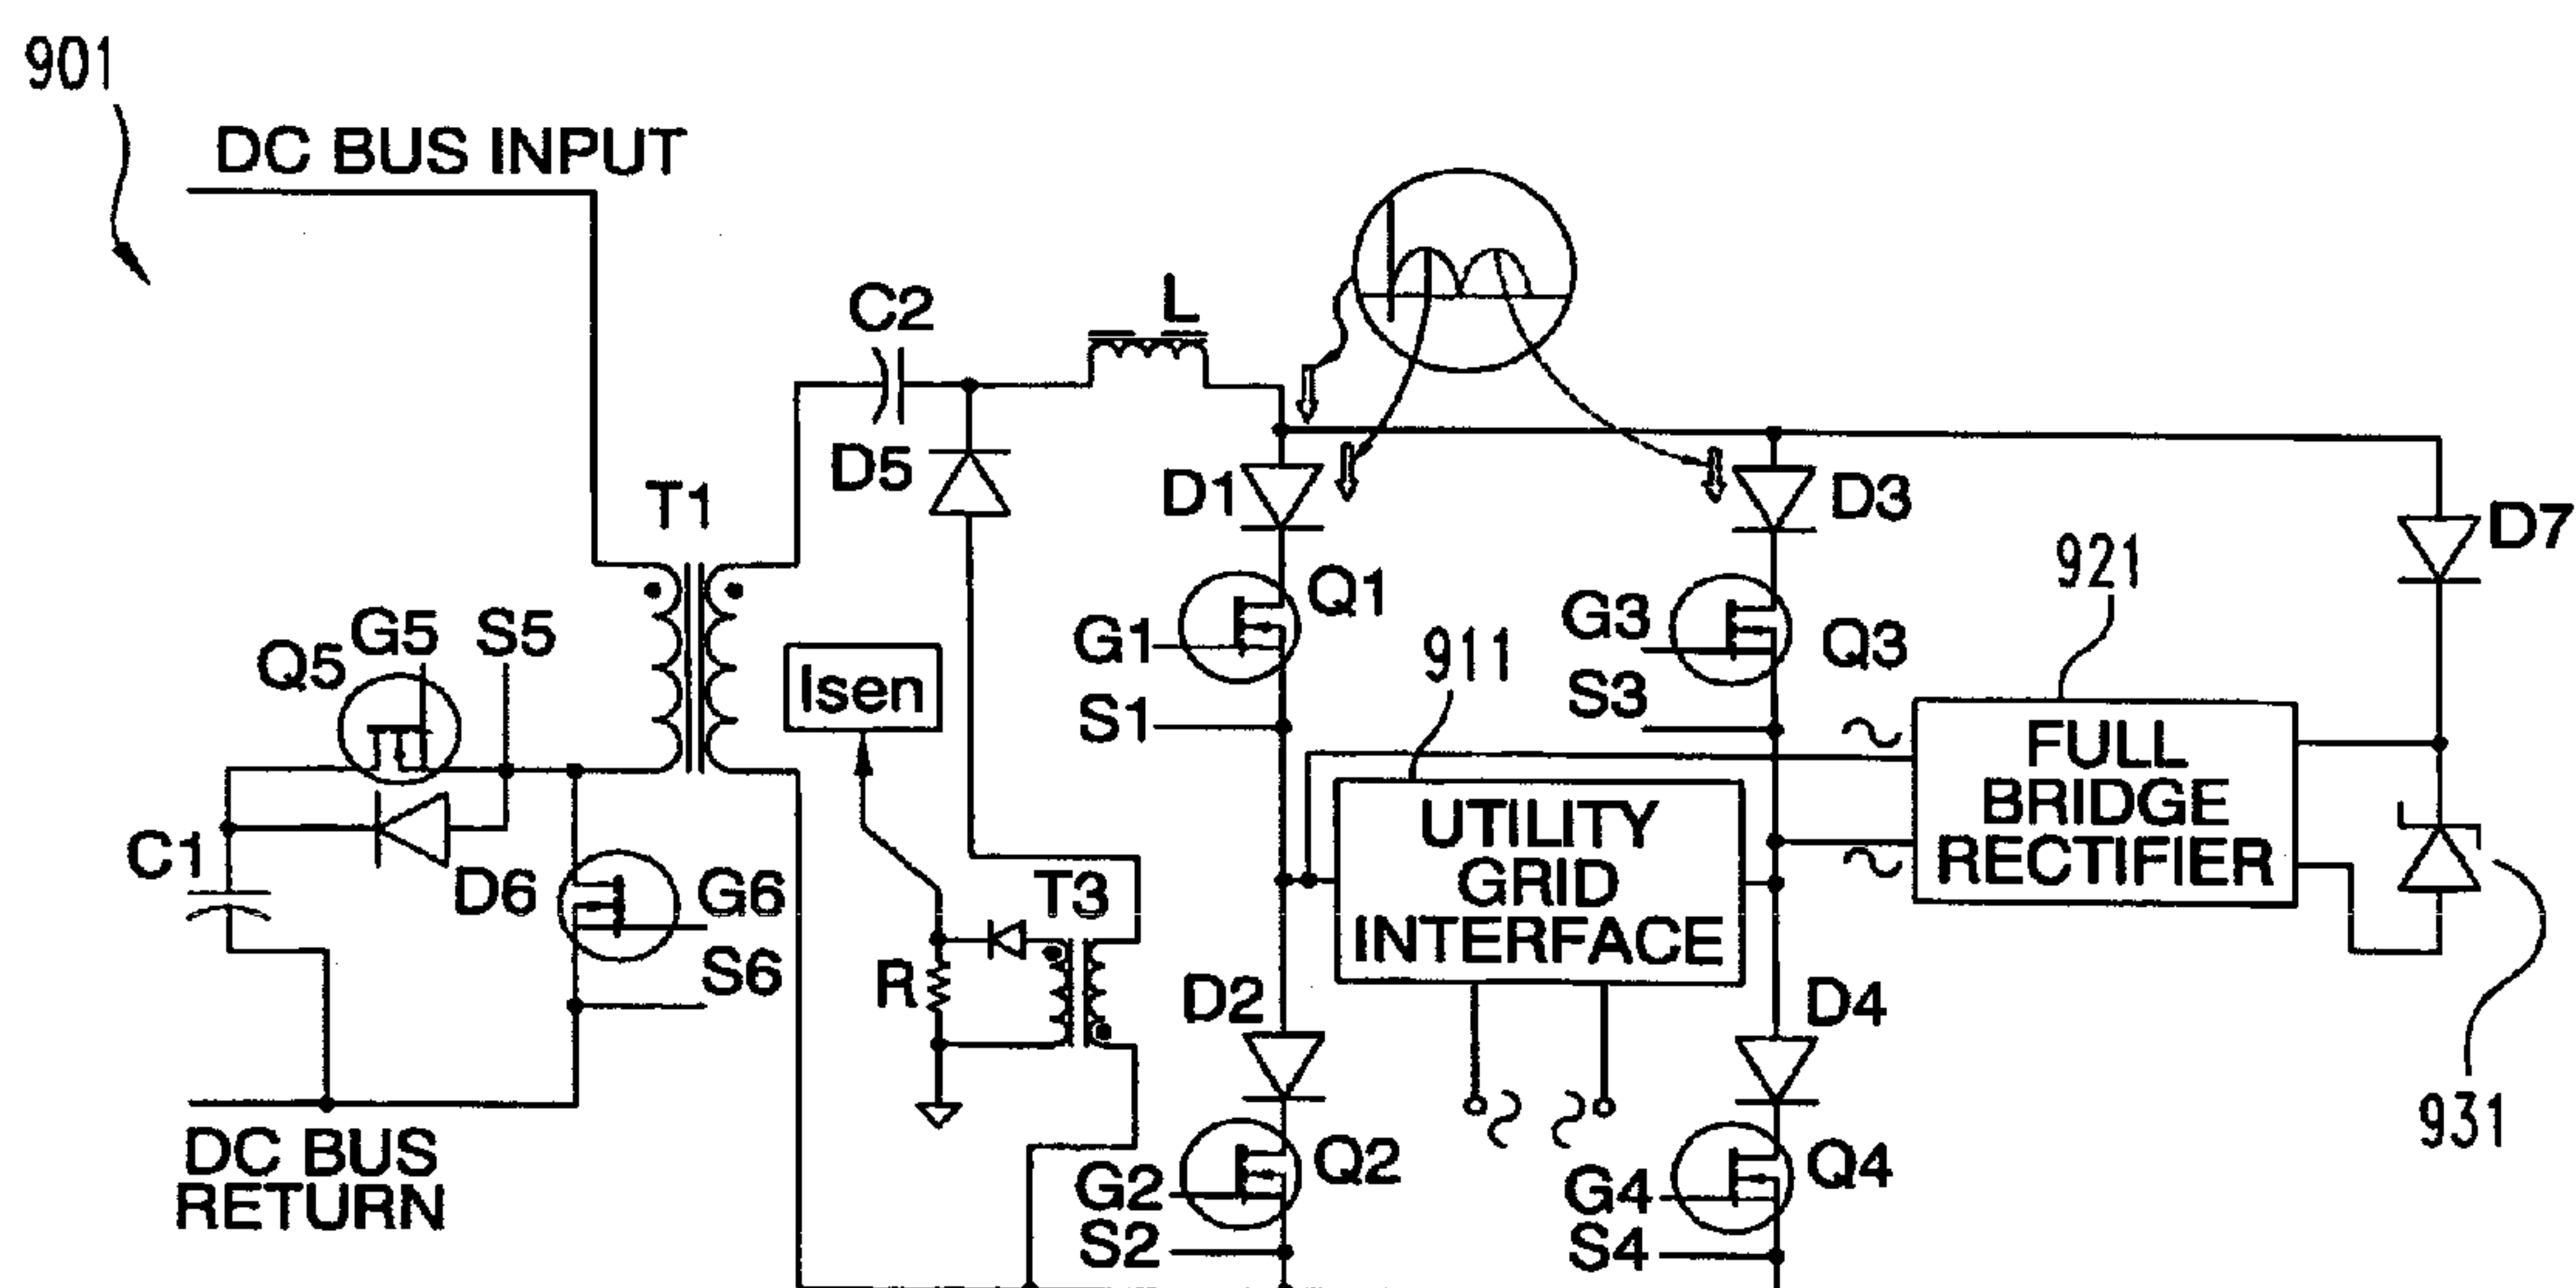 901
DC BUS INPUT
C2
L
D5
D1
D3
D7
T1
921
Q1
G5
S5
Q5
G1
G3
Q3
911
Isen
S1
S3
FULL
BRIDGE
RECTIFIER
UTILITY
GRID
INTERFACE
C1
D6
G6
T3
S6
R
D2
D4
931
DC BUS
RETURN
G2
Q2
G4
Q4
S2
S4